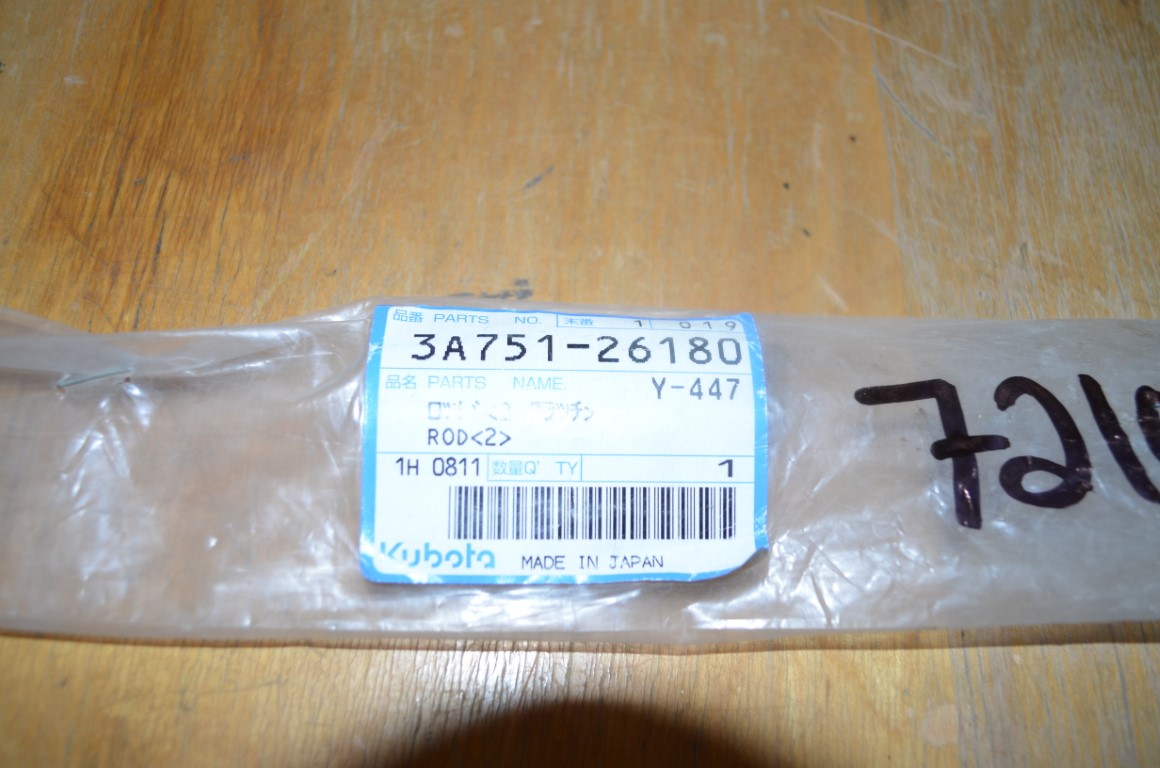 品番 PARTS NO. 末番 1 019
3A751-26180
品名 PARTS NAME. Y-447
ROD<2>
1H 0811 数量Q'TY 1
Kubota MADE IN JAPAN
721